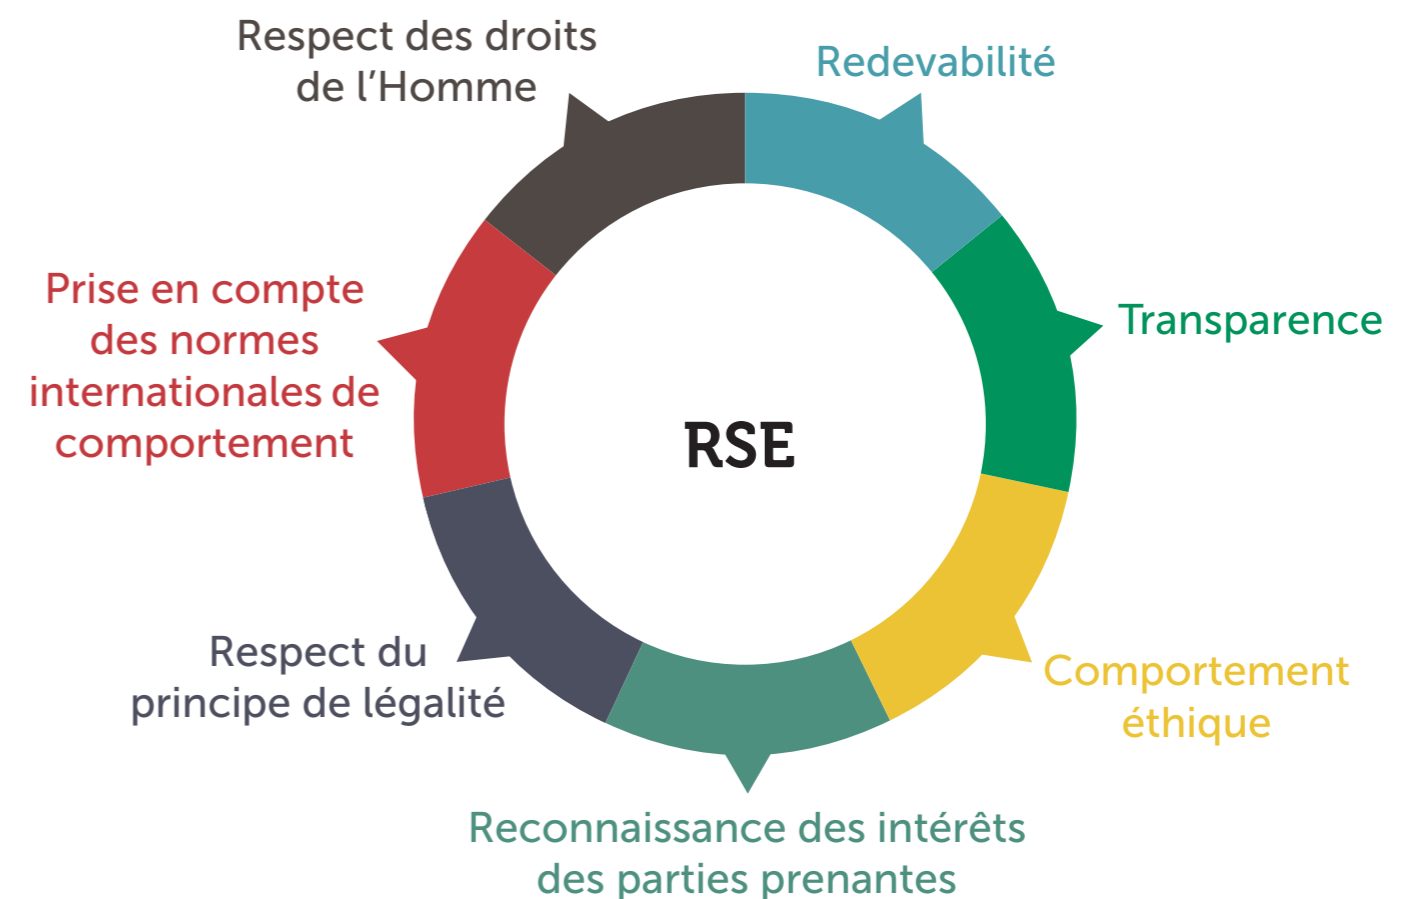 Respect des droits
de l’Homme
Redevabilité
Prise en compte
des normes
internationales de
comportement
Transparence
RSE
Respect du
principe de légalité
Comportement
éthique
Reconnaissance des intérêts
des parties prenantes